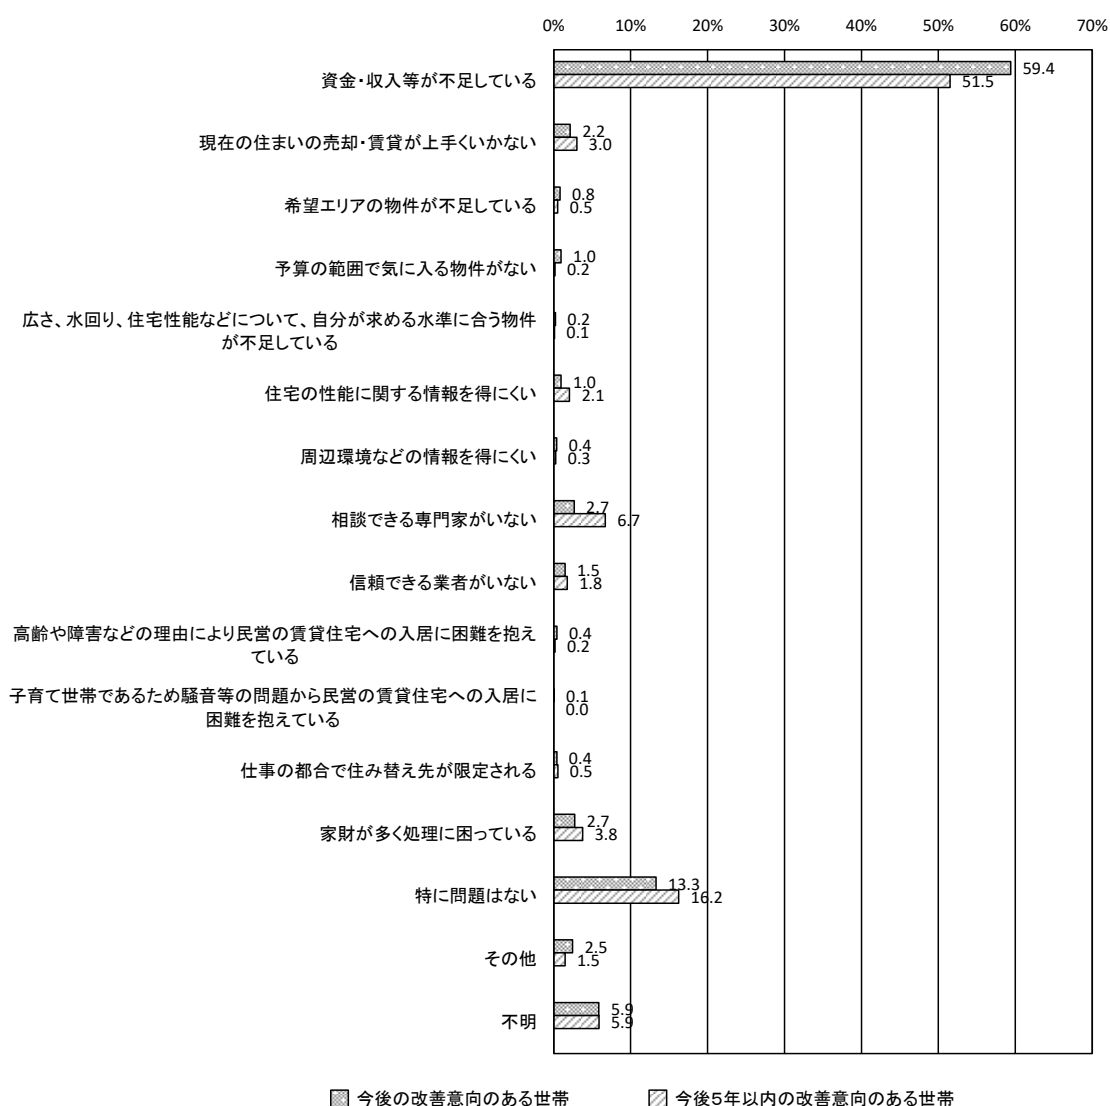 0% 10% 20% 30% 40% 50% 60% 70%
資金・収入等が不足している
59.4
51.5
現在の住まいの売却・賃貸が上手くいかない
2.2
3.0
希望エリアの物件が不足している
0.8
0.5
予算の範囲で気に入る物件がない
1.0
0.2
広さ、水回り、住宅性能などについて、自分が求める水準に合う物件
が不足している
0.2
0.1
住宅の性能に関する情報を得にくい
1.0
2.1
周辺環境などの情報を得にくい
0.4
0.3
相談できる専門家がいない
2.7
6.7
信頼できる業者がいない
1.5
1.8
高齢や障害などの理由により民営の賃貸住宅への入居に困難を抱え
ている
0.4
0.2
子育て世帯であるため騒音等の問題から民営の賃貸住宅への入居に
困難を抱えている
0.1
0.0
仕事の都合で住み替え先が限定される
0.4
0.5
家財が多く処理に困っている
2.7
3.8
特に問題はない
13.3
16.2
その他
2.5
1.5
不明
5.9
5.9
今後の改善意向のある世帯 今後5年以内の改善意向のある世帯